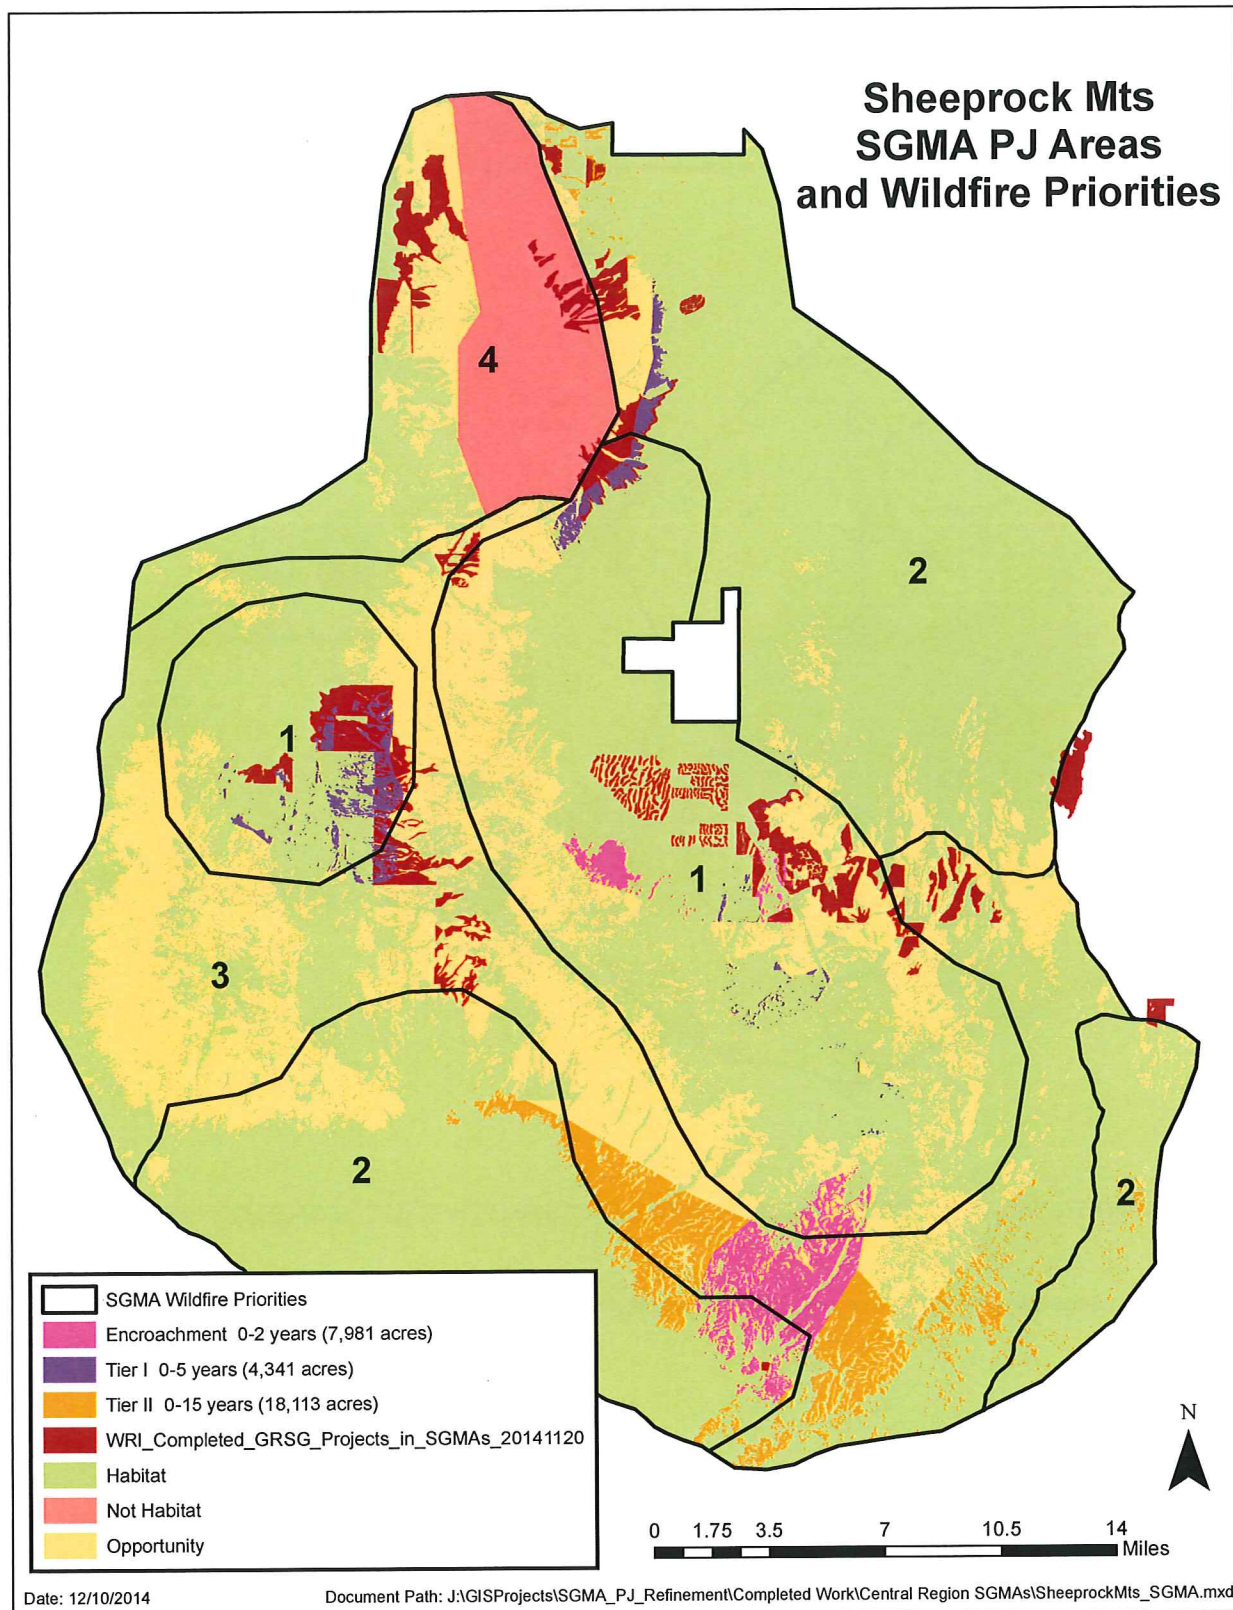 Sheeprock Mts
SGMA PJ Areas
and Wildfire Priorities
4
2
1
1
3
2
2
SGMA Wildfire Priorities
Encroachment 0-2 years (7,981 acres)
Tier I 0-5 years (4,341 acres)
Tier II 0-15 years (18,113 acres)
WRI_Completed_GRSG_Projects_in_SGMAs_20141120
Habitat
Not Habitat
Opportunity
N
0 1.75 3.5 7 10.5 14
Miles
Date: 12/10/2014
Document Path: J:\GISProjects\SGMA_PJ_Refinement\Completed Work\Central Region SGMAs\SheeprockMts_SGMA.mxd